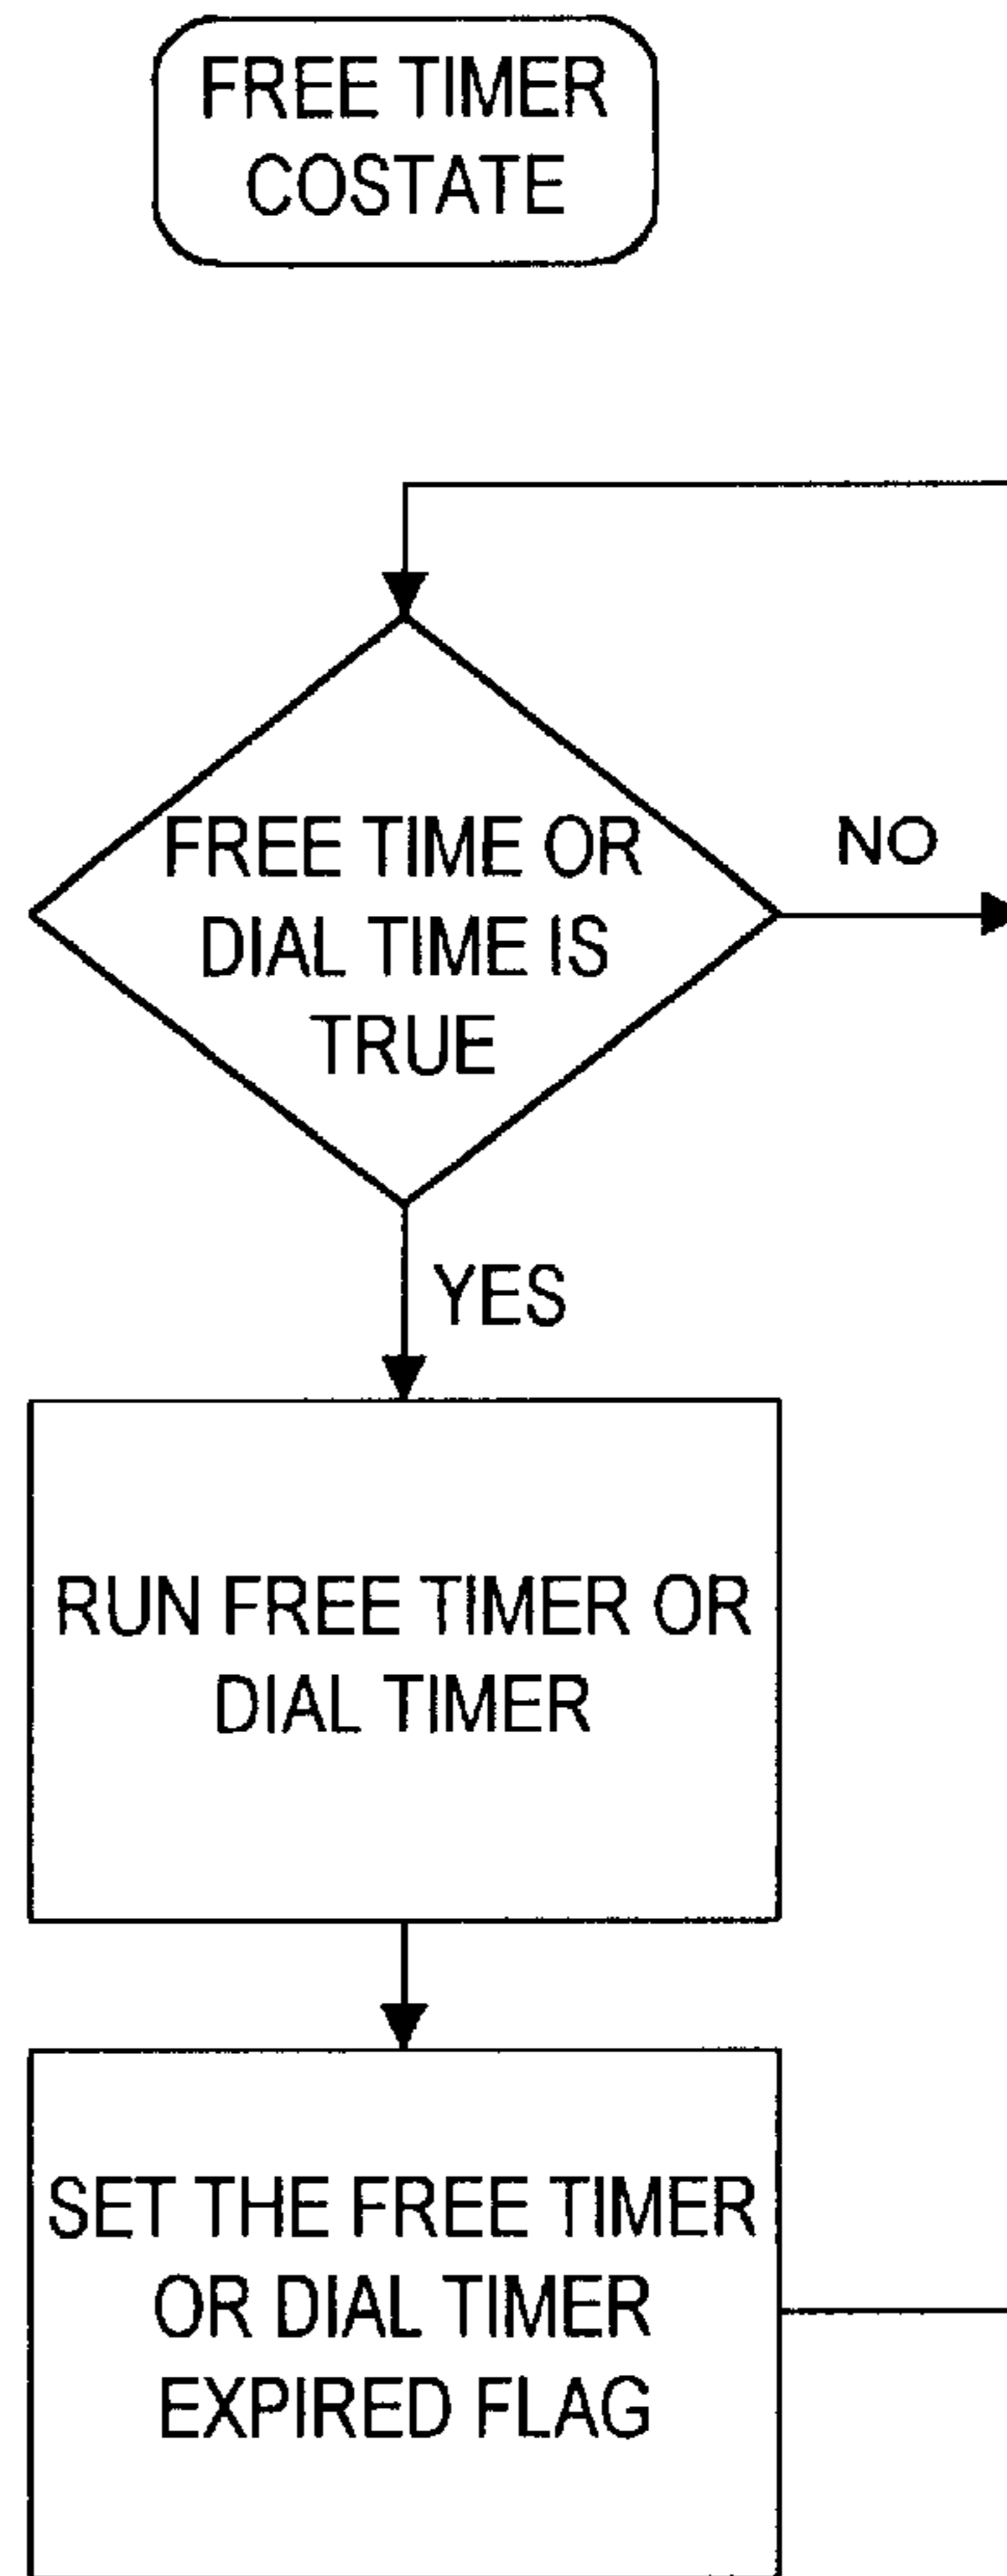 FREE TIMER
COSTATE
FREE TIME OR
DIAL TIME IS
TRUE
NO
YES
RUN FREE TIMER OR
DIAL TIMER
SET THE FREE TIMER
OR DIAL TIMER
EXPIRED FLAG